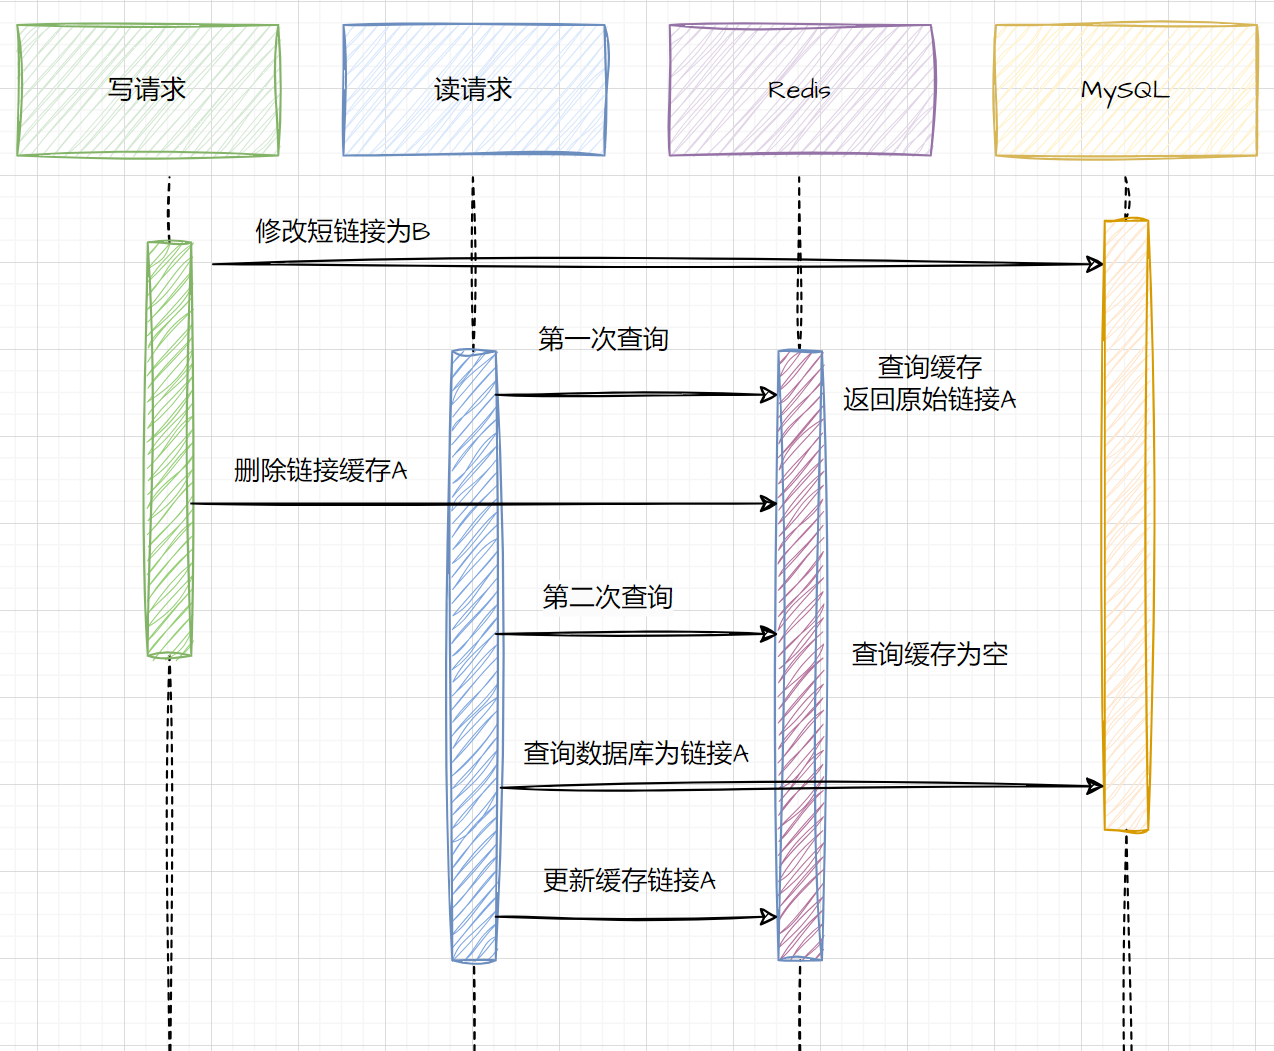 写请求
读请求
Redis
MySQL
修改短链接为B
第一次查询
查询缓存
返回原始链接A
删除链接缓存A
第二次查询
查询缓存为空
查询数据库为链接A
更新缓存链接A